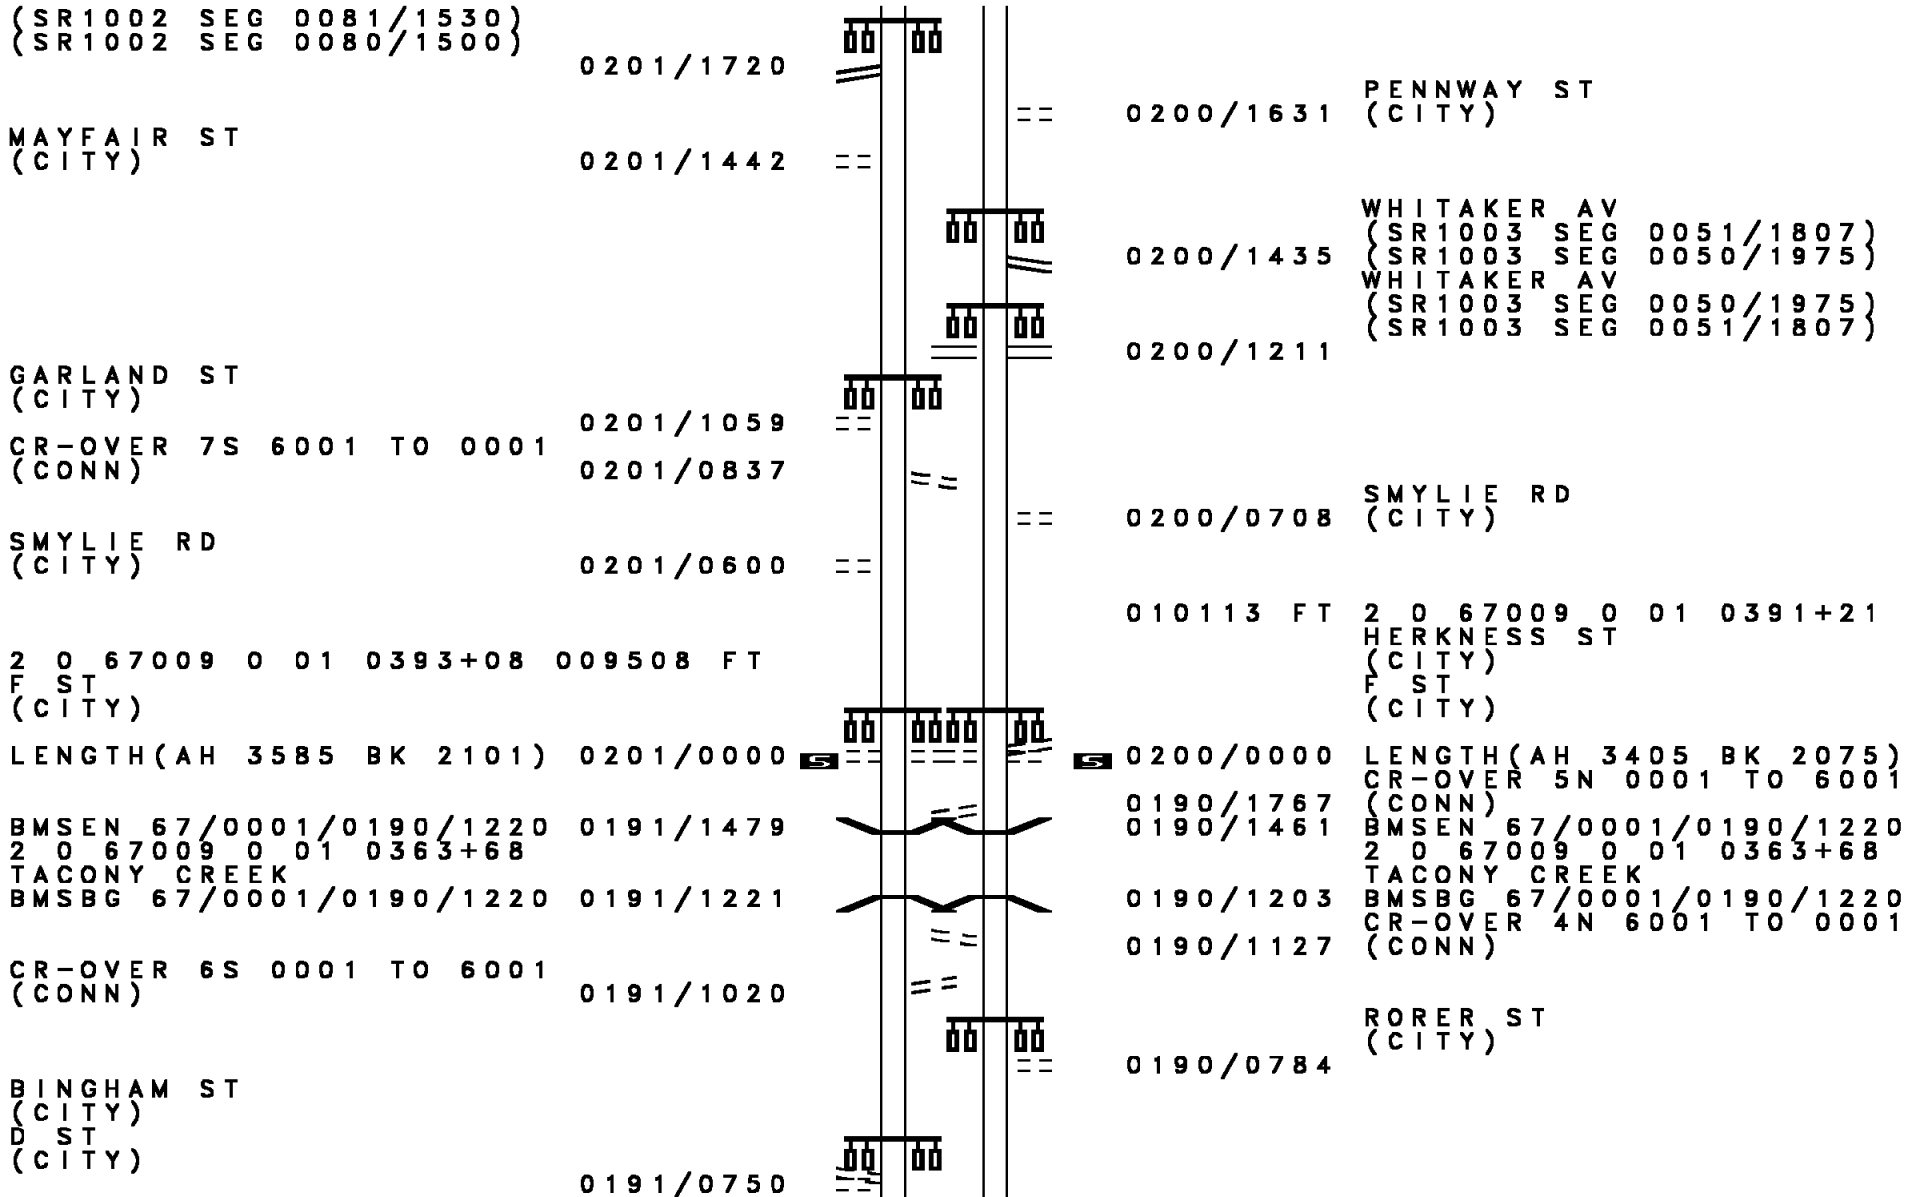 (SR1002 SEG 0081/1530)
(SR1002 SEG 0080/1500)
0201/1720
PENNWAY ST
0200/1631 (CITY)
MAYFAIR ST
(CITY) 0201/1442
WHITAKER AV
(SR1003 SEG 0051/1807)
0200/1435 (SR1003 SEG 0050/1975)
WHITAKER AV
(SR1003 SEG 0050/1975)
(SR1003 SEG 0051/1807)
0200/1211
GARLAND ST
(CITY)
0201/1059
CR-OVER 7S 6001 TO 0001
(CONN) 0201/0837
SMYLIE RD
0200/0708 (CITY)
SMYLIE RD
(CITY) 0201/0600
010113 FT 2 0 67009 0 01 0391+21
HERKNESS ST
2 0 67009 0 01 0393+08 009508 FT (CITY)
F ST F ST
(CITY) (CITY)
LENGTH(AH 3585 BK 2101) 0201/0000 S S 0200/0000 LENGTH(AH 3405 BK 2075)
CR-OVER 5N 0001 TO 6001
0190/1767 (CONN)
BMSEN 67/0001/0190/1220 0191/1479 0190/1461 BMSEN 67/0001/0190/1220
2 0 67009 0 01 0363+68 2 0 67009 0 01 0363+68
TACONY CREEK TACONY CREEK
BMSBG 67/0001/0190/1220 0191/1221 0190/1203 BMSBG 67/0001/0190/1220
CR-OVER 4N 6001 TO 0001
0190/1127 (CONN)
CR-OVER 6S 0001 TO 6001
(CONN) 0191/1020
RORER ST
(CITY)
0190/0784
BINGHAM ST
(CITY)
D ST
(CITY)
0191/0750